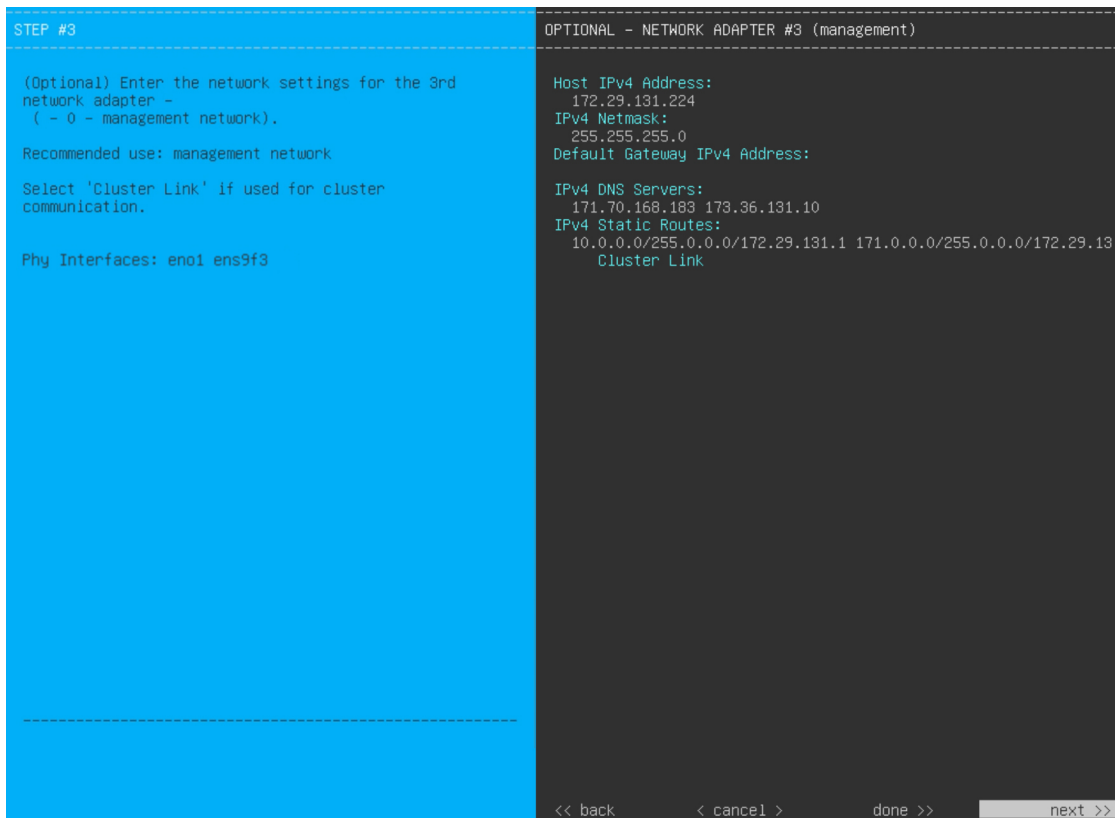 STEP #3
(Optional) Enter the network settings for the 3rd
network adapter -
( - 0 - management network).
Recommended use: management network
Select 'Cluster Link' if used for cluster
communication.
Phy Interfaces: eno1 ens9f3
OPTIONAL - NETWORK ADAPTER #3 (management)
Host IPv4 Address:
172.29.131.224
IPv4 Netmask:
255.255.255.0
Default Gateway IPv4 Address:
IPv4 DNS Servers:
171.70.168.183 173.36.131.10
IPv4 Static Routes:
10.0.0.0/255.0.0.0/172.29.131.1 171.0.0.0/255.0.0.0/172.29.13
Cluster Link
<< back < cancel > done >> next >>